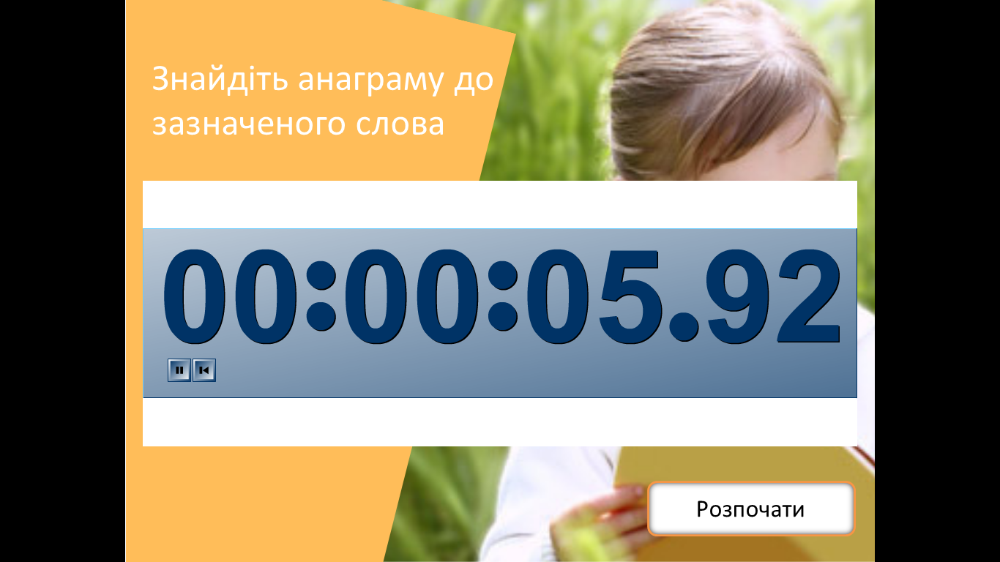 Знайдіть анаграму до
зазначеного слова
00:00:05.92
Розпочати